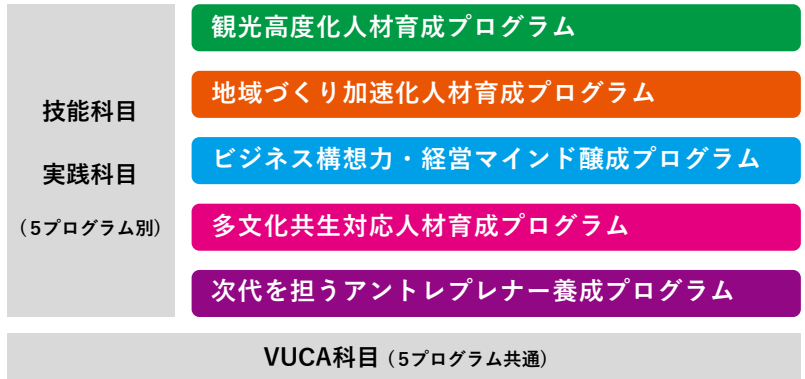 技能科目
実践科目
（5プログラム別）
観光高度化人材育成プログラム
地域づくり加速化人材育成プログラム
ビジネス構想力・経営マインド醸成プログラム
多文化共生対応人材育成プログラム
次代を担うアントレプレナー養成プログラム
VUCA科目（5プログラム共通）